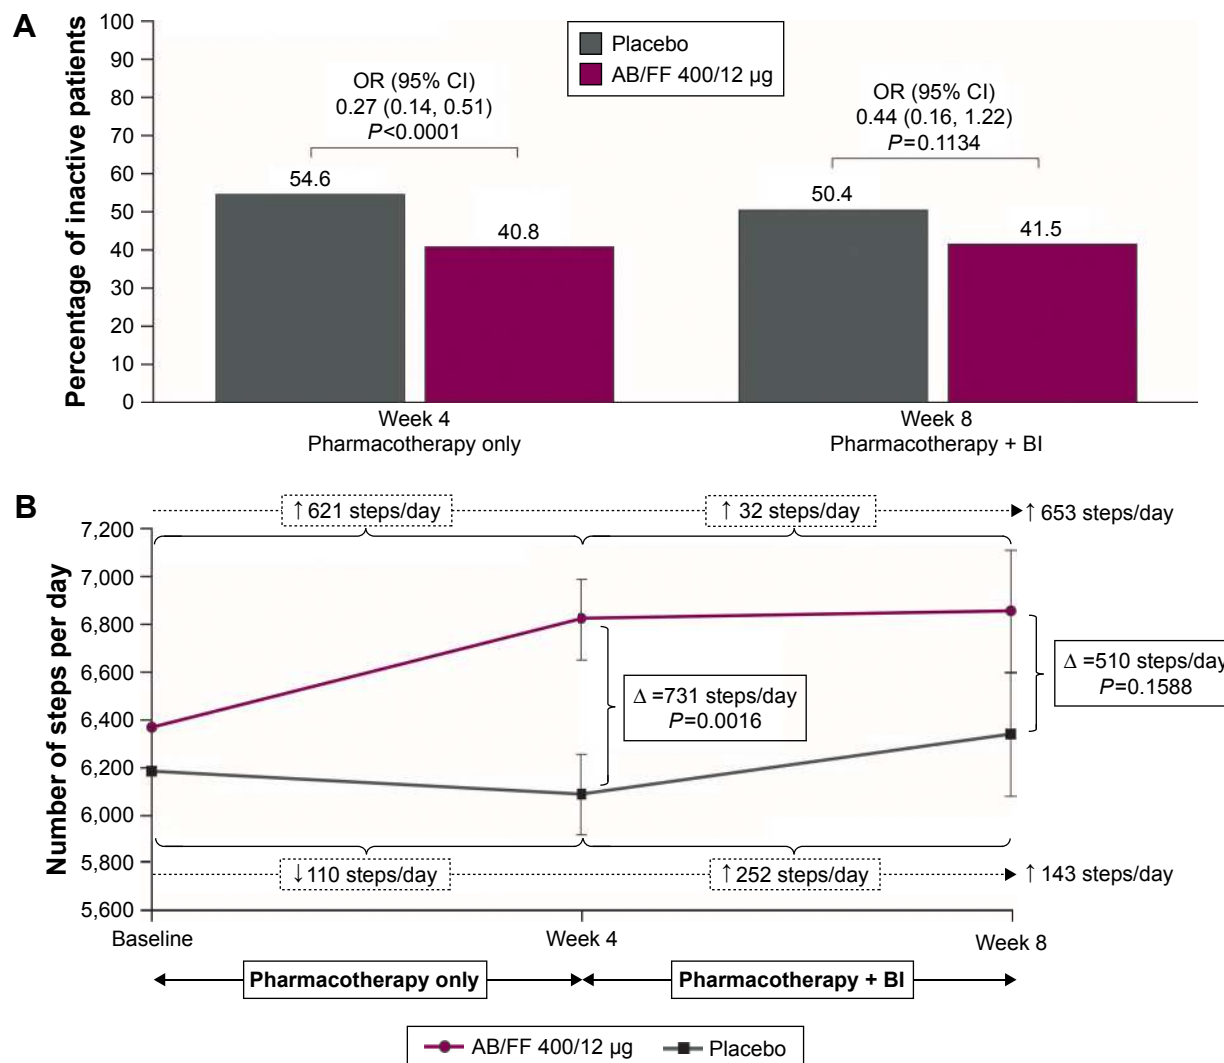 A
Percentage of inactive patients
100
90
80
70
60
50
40
30
20
10
0
Placebo
AB/FF 400/12 µg
OR (95% CI)
0.27 (0.14, 0.51)
P<0.0001
54.6
40.8
OR (95% CI)
0.44 (0.16, 1.22)
P=0.1134
50.4
41.5
Week 4
Pharmacotherapy only
Week 8
Pharmacotherapy + BI
B
Number of steps per day
7,200
7,000
6,800
6,600
6,400
6,200
6,000
5,800
5,600
↑ 621 steps/day
↑ 32 steps/day
↑ 653 steps/day
Δ =731 steps/day
P=0.0016
Δ =510 steps/day
P=0.1588
↓ 110 steps/day
↑ 252 steps/day
↑ 143 steps/day
Baseline
Week 4
Week 8
Pharmacotherapy only
Pharmacotherapy + BI
AB/FF 400/12 µg
Placebo